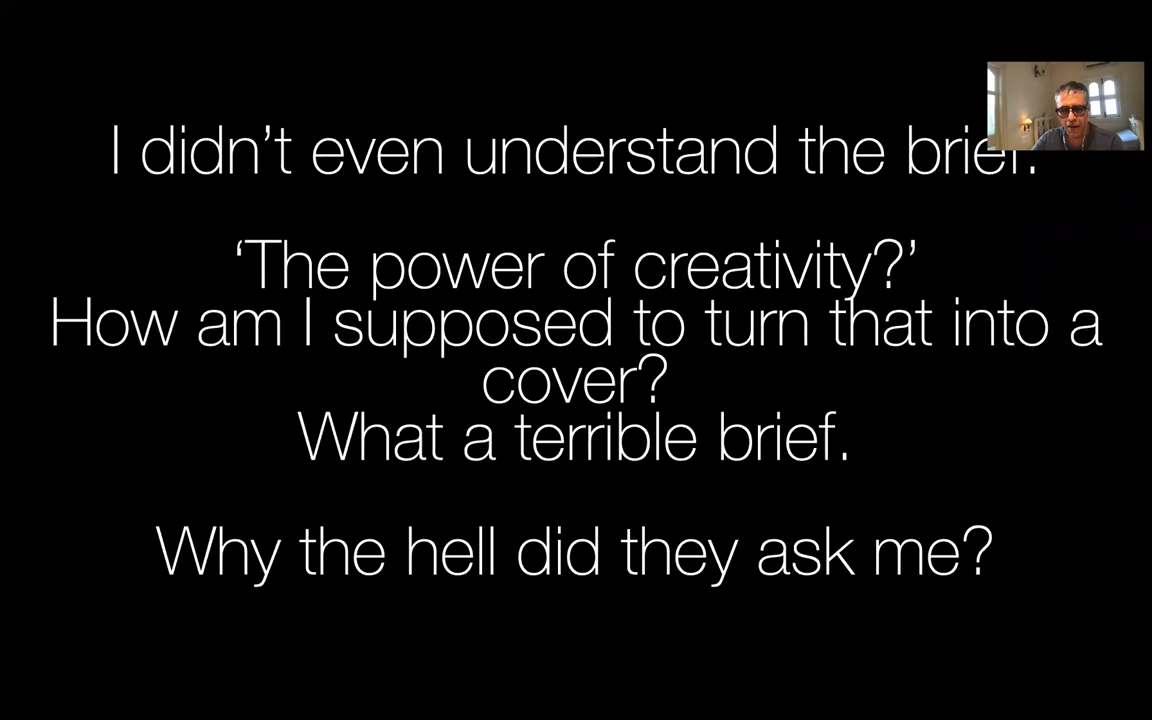 I didn’t even understand the brief.
‘The power of creativity?’
How am I supposed to turn that into a
cover?
What a terrible brief.
Why the hell did they ask me?